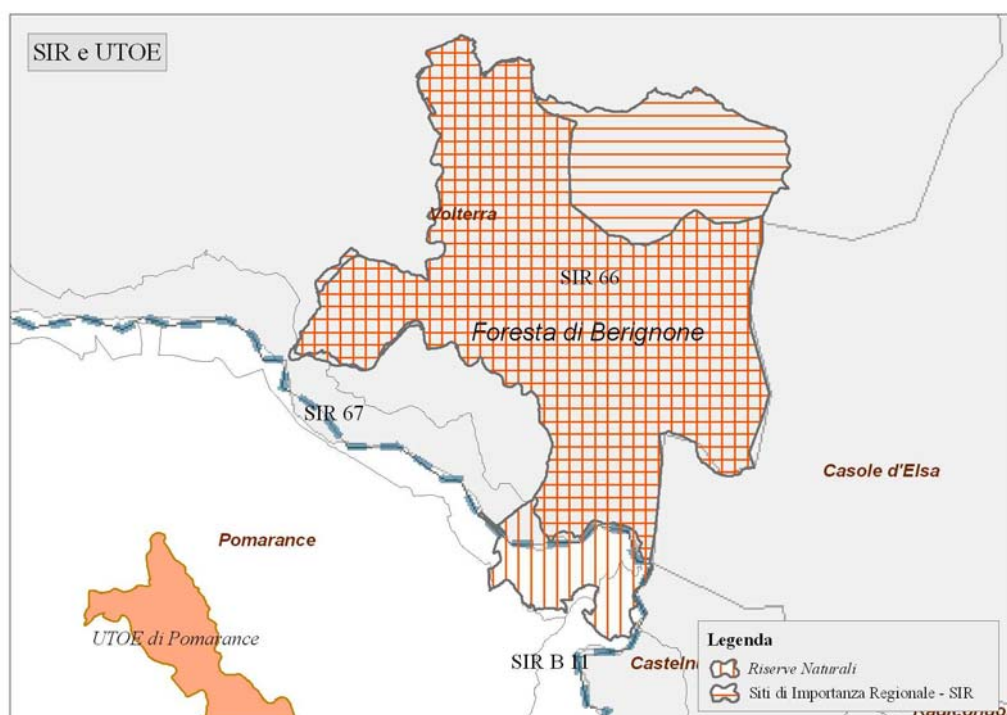 SIR e UTOE
Volterra
SIR 66
Foresta di Berignone
SIR 67
Casole d'Elsa
Pomarance
UTOE di Pomarance
SIR B 11
Legenda
Riserve Naturali
Siti di Importanza Regionale - SIR